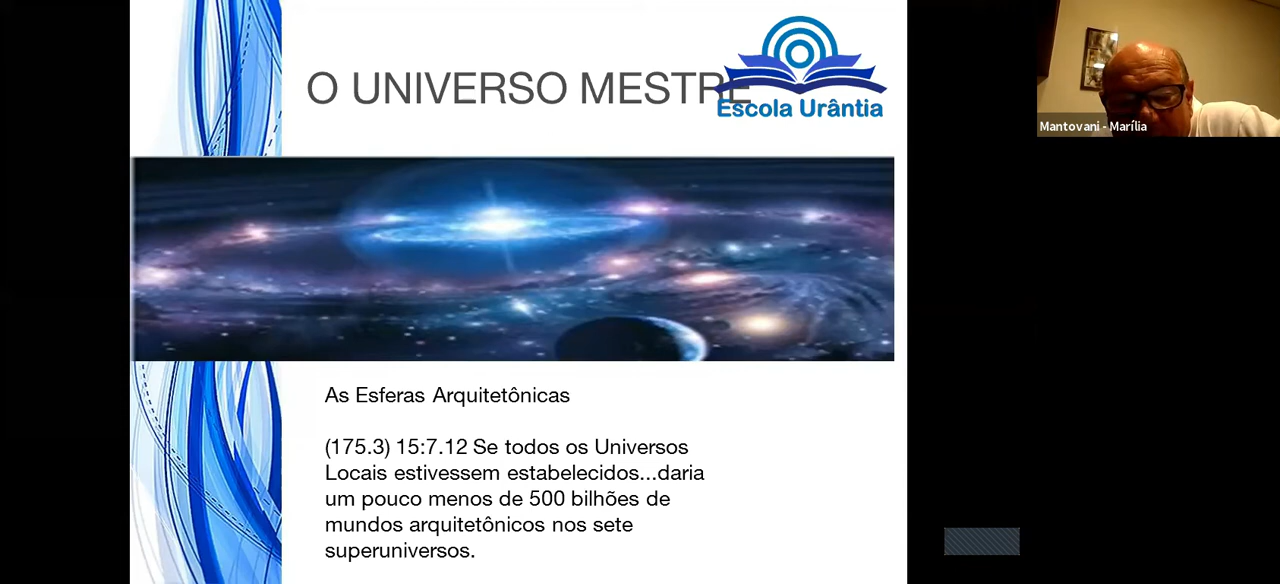 O UNIVERSO MESTRE
Escola Urântia
Mantovani - Marília
As Esferas Arquitetônicas
(175.3) 15:7.12 Se todos os Universos
Locais estivessem estabelecidos...daria
um pouco menos de 500 bilhões de
mundos arquitetônicos nos sete
superuniversos.